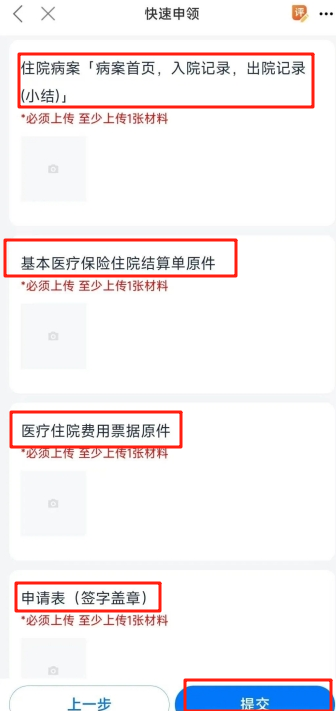 快速申领
评
住院病案「病案首页，入院记录，出院记录
(小结)」
*必须上传 至少上传1张材料
基本医疗保险住院结算单原件
*必须上传 至少上传1张材料
医疗住院费用票据原件
*必须上传 至少上传1张材料
申请表（签字盖章）
*必须上传 至少上传1张材料
上一步
提交